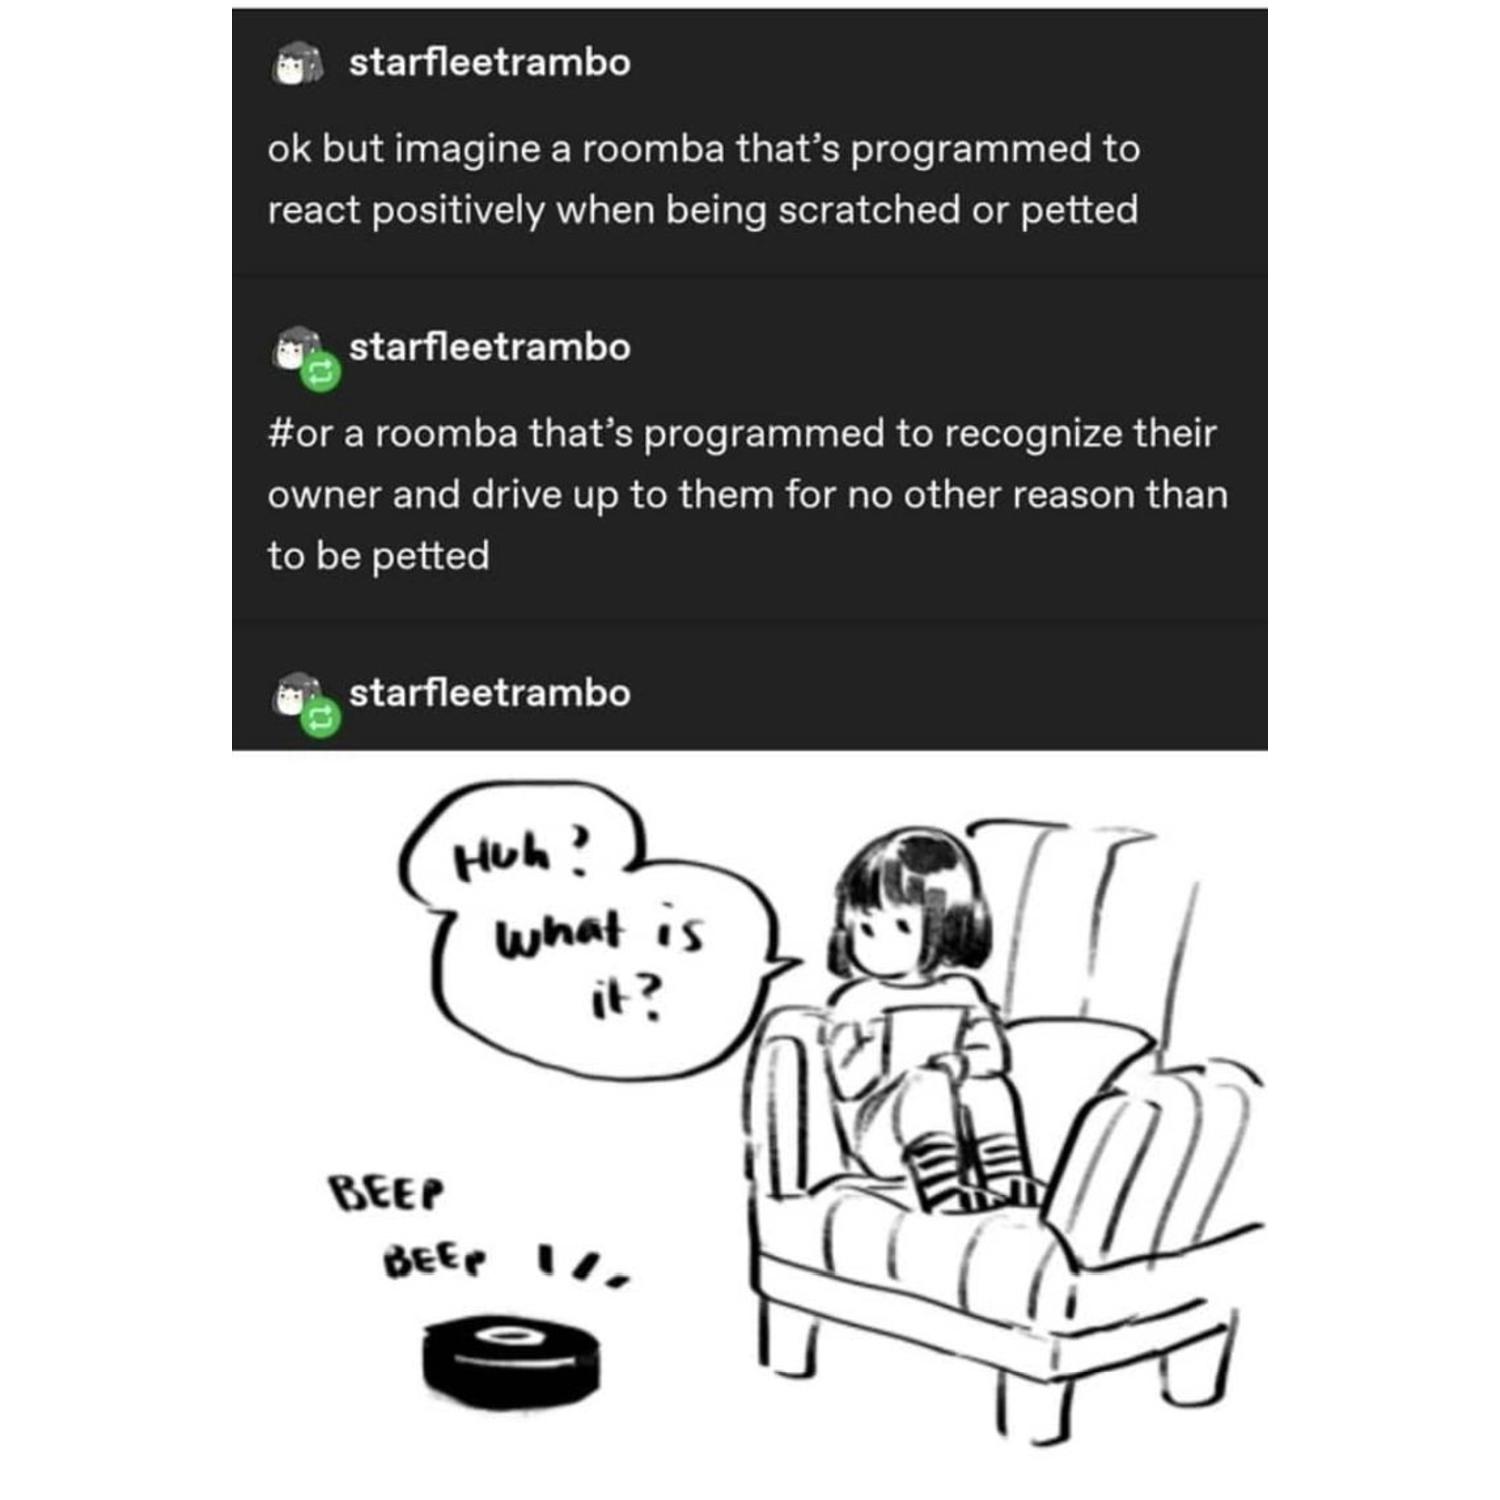 starfleetrambo
ok but imagine a roomba that's programmed to
react positively when being scratched or petted
starfleetrambo
#or a roomba that's programmed to recognize their
owner and drive up to them for no other reason than
to be petted
starfleetrambo
Huh?
What is
it?
BEEP
BEEP